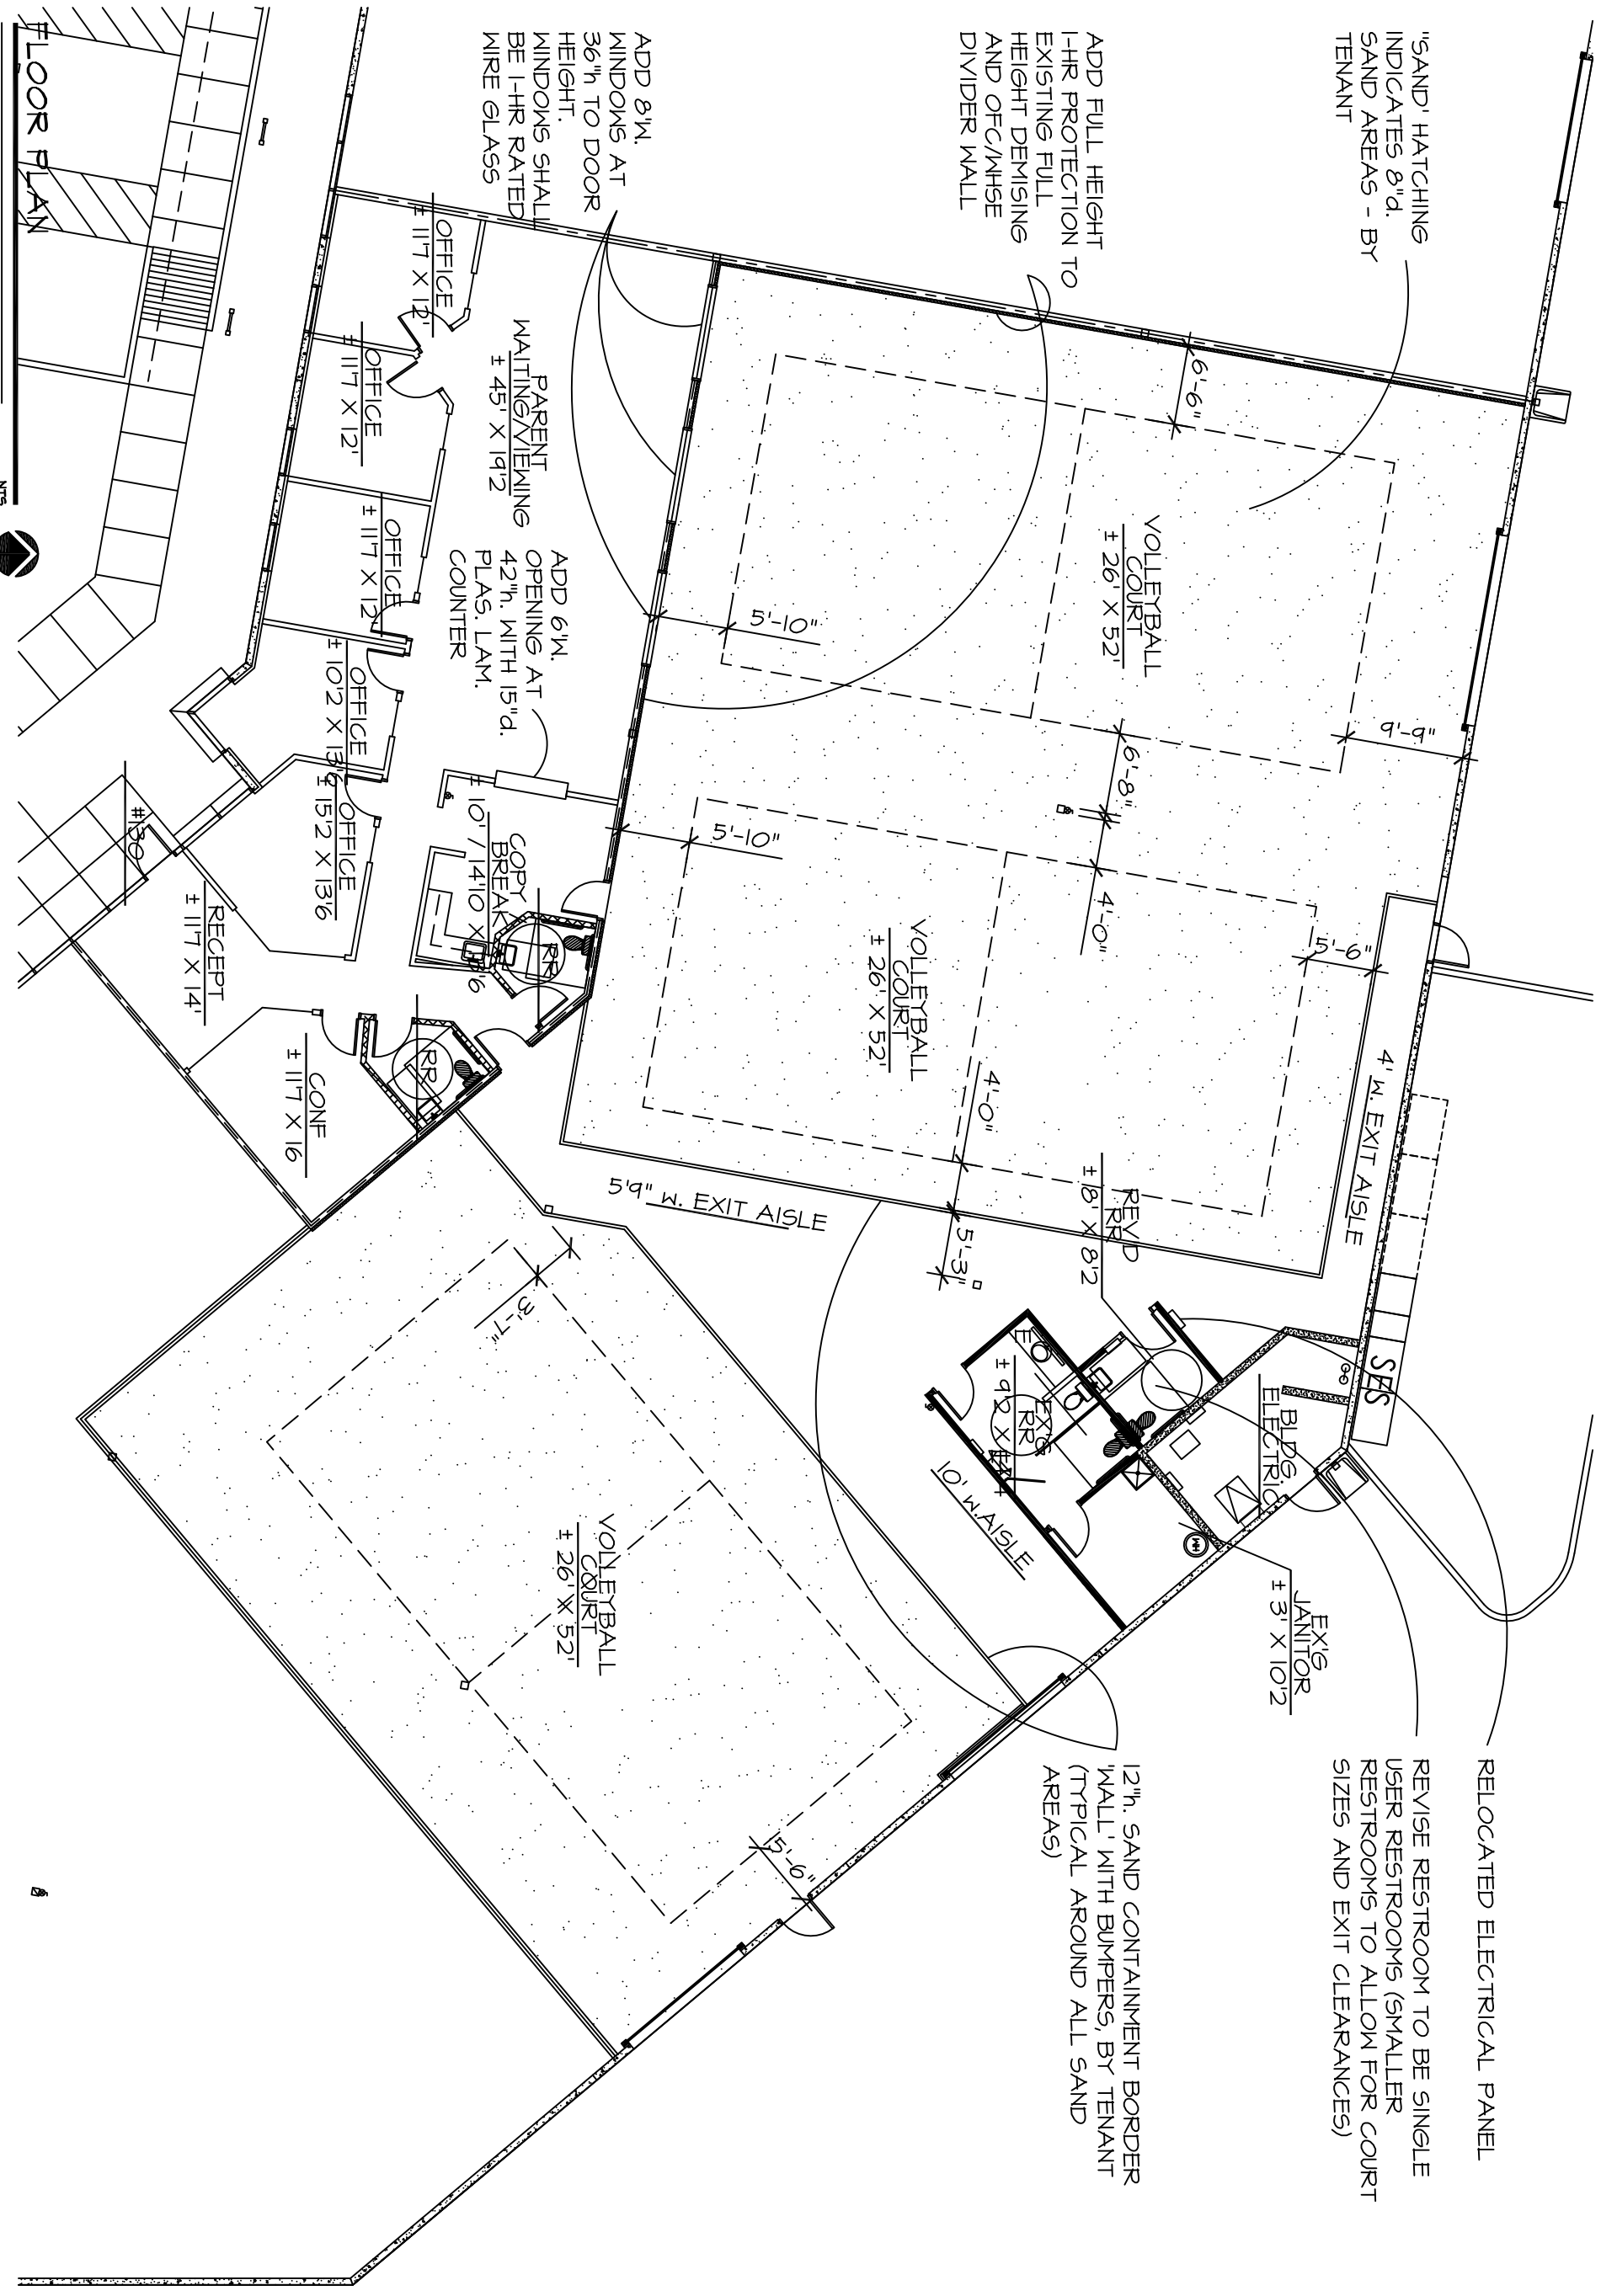 "SAND' HATCHING
INDICATES 8"d.
SAND AREAS - BY
TENANT
ADD FULL HEIGHT
1-HR PROTECTION TO
EXISTING FULL
HEIGHT DEMISING
AND OFC/WHSE
DIVIDER WALL
ADD 8'W.
WINDOWS AT
36"h TO DOOR
HEIGHT.
WINDOWS SHALL
BE 1-HR RATED
WIRE GLASS
RELOCATED ELECTRICAL PANEL
REVISE RESTROOM TO BE SINGLE
USER RESTROOMS (SMALLER
RESTROOMS TO ALLOW FOR COURT
SIZES AND EXIT CLEARANCES)
12"h. SAND CONTAINMENT BORDER
'WALL' WITH BUMPERS, BY TENANT
(TYPICAL AROUND ALL SAND
AREAS)
VOLLEYBALL
COURT
± 26' X 52'
6'-6"
9'-9"
5'-10"
6'-8"
4'-0"
VOLLEYBALL
COURT
± 26' X 52'
5'-10"
5'-6"
4'-0"
5'-3"
4' W. EXIT AISLE
5'9" W. EXIT AISLE
SES
BLDG
ELECTRIC
REV'D
RR
± 8' X 8'2
EX'G
RR
E
10' W. AISLE
WH
EX'G
JANITOR
± 3' X 10'2
VOLLEYBALL
COURT
± 26' X 52'
3'-7"
5'-6"
PARENT
WAITING/VIEWING
± 45' X 19'2
ADD 6'W.
OPENING AT
42"h. WITH 15"d.
PLAS. LAM.
COUNTER
OFFICE
± 11'7 X 12'
OFFICE
± 11'7 X 12'
OFFICE
± 11'7 X 12'
OFFICE
± 10'2 X 13'6
OFFICE
± 15'2 X 13'6
COPY /
BREAK
RR
RR
RECEPT
± 11'7 X 14'
CONF
± 11'7 X 16
#130
FLOOR PLAN
NTS